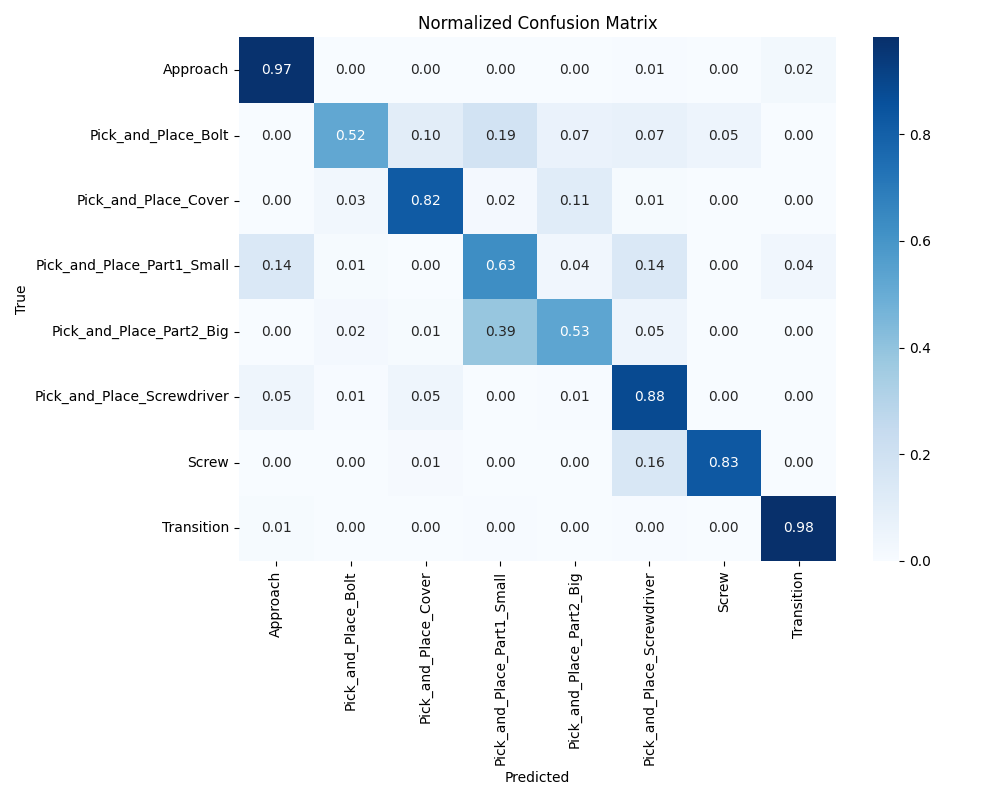 Normalized Confusion Matrix
Approach 0.97 0.00 0.00 0.00 0.00 0.01 0.00 0.02
Pick_and_Place_Bolt 0.00 0.52 0.10 0.19 0.07 0.07 0.05 0.00
Pick_and_Place_Cover 0.00 0.03 0.82 0.02 0.11 0.01 0.00 0.00
Pick_and_Place_Part1_Small 0.14 0.01 0.00 0.63 0.04 0.14 0.00 0.04
Pick_and_Place_Part2_Big 0.00 0.02 0.01 0.39 0.53 0.05 0.00 0.00
Pick_and_Place_Screwdriver 0.05 0.01 0.05 0.00 0.01 0.88 0.00 0.00
Screw 0.00 0.00 0.01 0.00 0.00 0.16 0.83 0.00
Transition 0.01 0.00 0.00 0.00 0.00 0.00 0.00 0.98
True
Approach
Pick_and_Place_Bolt
Pick_and_Place_Cover
Pick_and_Place_Part1_Small
Pick_and_Place_Part2_Big
Pick_and_Place_Screwdriver
Screw
Transition
Predicted
0.8
0.6
0.4
0.2
0.0